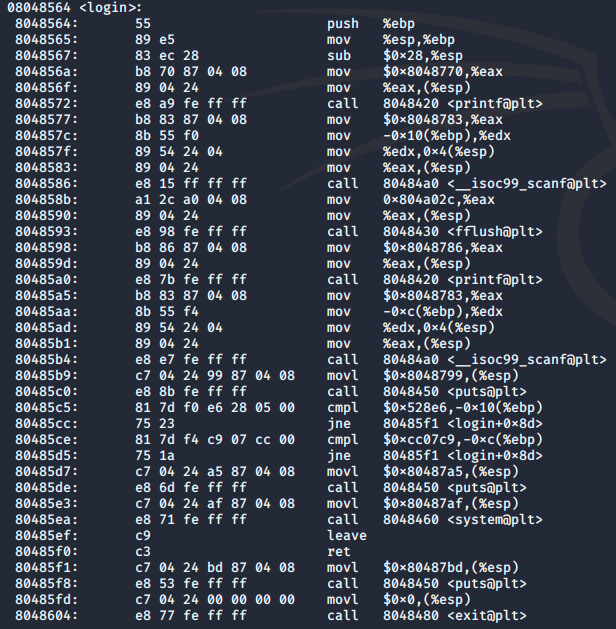 08048564 <login>:
8048564: 55 push %ebp
8048565: 89 e5 mov %esp,%ebp
8048567: 83 ec 28 sub $0×28,%esp
804856a: b8 70 87 04 08 mov $0×8048770,%eax
804856f: 89 04 24 mov %eax,(%esp)
8048572: e8 a9 fe ff ff call 8048420 <printf@plt>
8048577: b8 83 87 04 08 mov $0×8048783,%eax
804857c: 8b 55 f0 mov -0×10(%ebp),%edx
804857f: 89 54 24 04 mov %edx,0×4(%esp)
8048583: 89 04 24 mov %eax,(%esp)
8048586: e8 15 ff ff ff call 80484a0 <__isoc99_scanf@plt>
804858b: a1 2c a0 04 08 mov 0×804a02c,%eax
8048590: 89 04 24 mov %eax,(%esp)
8048593: e8 98 fe ff ff call 8048430 <fflush@plt>
8048598: b8 86 87 04 08 mov $0×8048786,%eax
804859d: 89 04 24 mov %eax,(%esp)
80485a0: e8 7b fe ff ff call 8048420 <printf@plt>
80485a5: b8 83 87 04 08 mov $0×8048783,%eax
80485aa: 8b 55 f4 mov -0×c(%ebp),%edx
80485ad: 89 54 24 04 mov %edx,0×4(%esp)
80485b1: 89 04 24 mov %eax,(%esp)
80485b4: e8 e7 fe ff ff call 80484a0 <__isoc99_scanf@plt>
80485b9: c7 04 24 99 87 04 08 movl $0×8048799,(%esp)
80485c0: e8 8b fe ff ff call 8048450 <puts@plt>
80485c5: 81 7d f0 e6 28 05 00 cmpl $0×528e6,-0×10(%ebp)
80485cc: 75 23 jne 80485f1 <login+0×8d>
80485ce: 81 7d f4 c9 07 cc 00 cmpl $0×cc07c9,-0×c(%ebp)
80485d5: 75 1a jne 80485f1 <login+0×8d>
80485d7: c7 04 24 a5 87 04 08 movl $0×80487a5,(%esp)
80485de: e8 6d fe ff ff call 8048450 <puts@plt>
80485e3: c7 04 24 af 87 04 08 movl $0×80487af,(%esp)
80485ea: e8 71 fe ff ff call 8048460 <system@plt>
80485ef: c9 leave
80485f0: c3 ret
80485f1: c7 04 24 bd 87 04 08 movl $0×80487bd,(%esp)
80485f8: e8 53 fe ff ff call 8048450 <puts@plt>
80485fd: c7 04 24 00 00 00 00 movl $0×0,(%esp)
8048604: e8 77 fe ff ff call 8048480 <exit@plt>